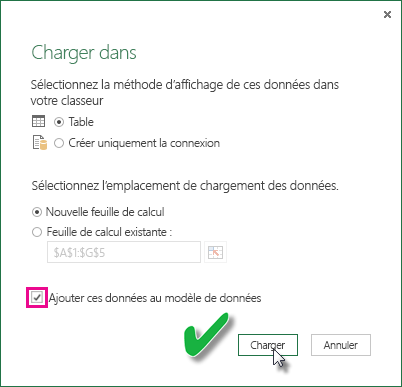 Charger dans
Sélectionnez la méthode d'affichage de ces données dans
votre classeur
Table
Créer uniquement la connexion
Sélectionnez l'emplacement de chargement des données.
Nouvelle feuille de calcul
Feuille de calcul existante :
$A$1:$G$5
Ajouter ces données au modèle de données
Charger Annuler